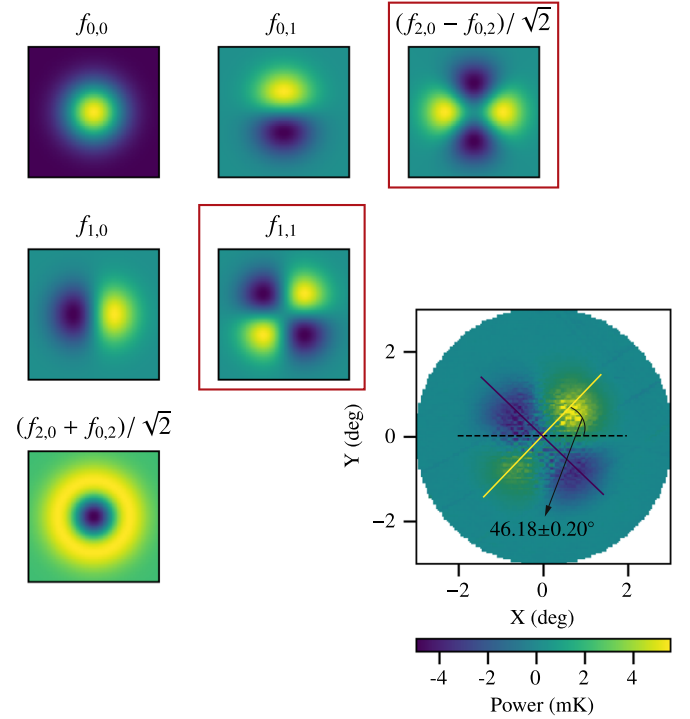 f0,0
f0,1
(f2,0 − f0,2)/ √2
f1,0
f1,1
(f2,0 + f0,2)/ √2
2
0
−2
Y (deg)
46.18±0.20°
−2
0
2
X (deg)
-4
-2
0
2
4
Power (mK)